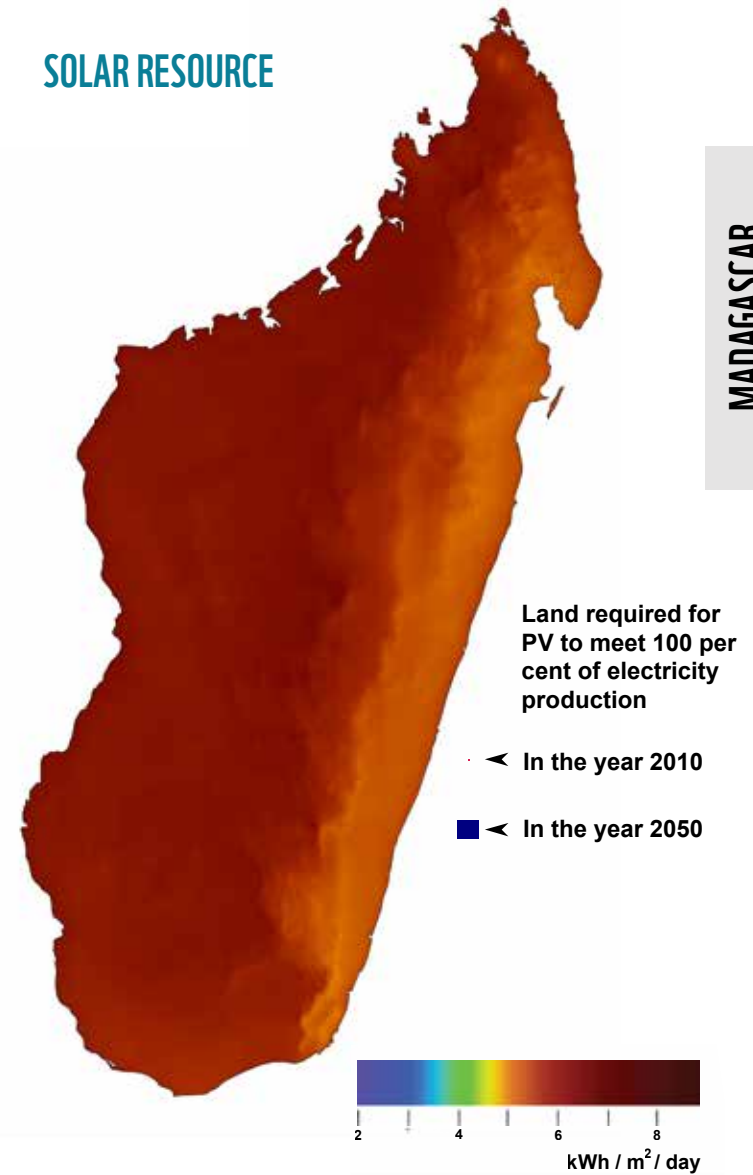 SOLAR RESOURCE
MADAGASCAR
Land required for
PV to meet 100 per
cent of electricity
production
In the year 2010
In the year 2050
2 4 6 8
kWh / m² / day